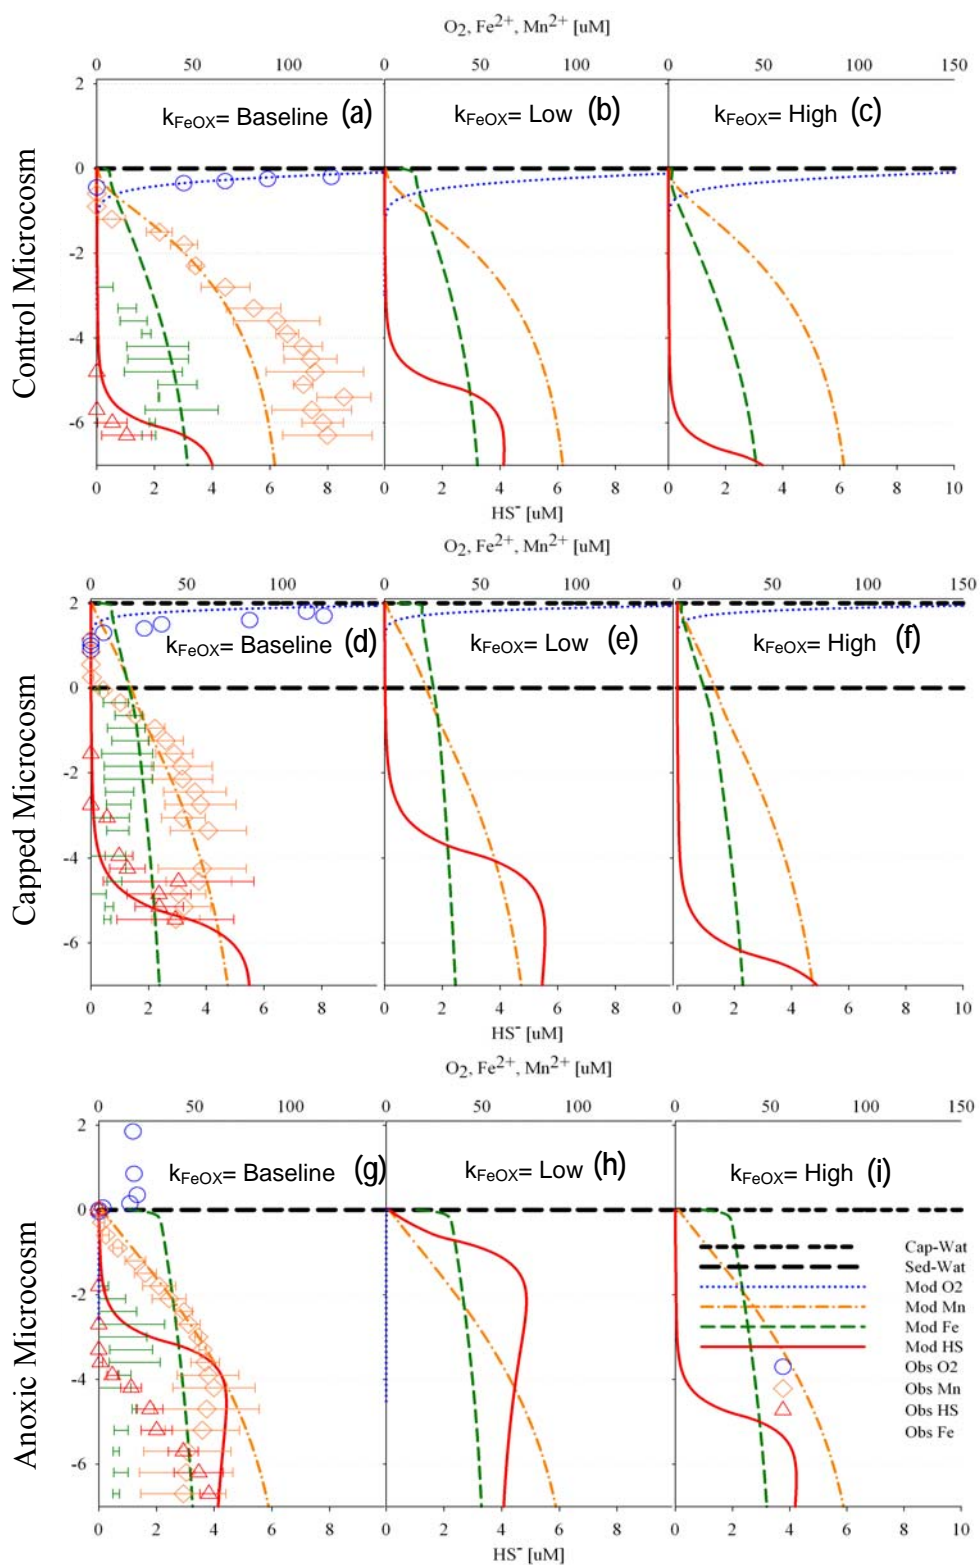 O2, Fe2+, Mn2+ [uM]
0 50 100 0 50 100 0 50 100 150
2
kFeOX= Baseline (a) kFeOX= Low (b) kFeOX= High (c)
0
-2
-4
-6
Control Microcosm
0 2 4 6 8 0 2 4 6 8 0 2 4 6 8 10
HS- [uM]
O2, Fe2+, Mn2+ [uM]
0 50 100 0 50 100 0 50 100 150
2
kFeOX= Baseline (d) kFeOX= Low (e) kFeOX= High (f)
0
-2
-4
-6
Capped Microcosm
0 2 4 6 8 0 2 4 6 8 0 2 4 6 8 10
HS- [uM]
O2, Fe2+, Mn2+ [uM]
0 50 100 0 50 100 0 50 100 150
2
kFeOX= Baseline (g) kFeOX= Low (h) kFeOX= High (i)
0
-2
-4
-6
Anoxic Microcosm
Cap-Wat
Sed-Wat
Mod O2
Mod Mn
Mod Fe
Mod HS
Obs O2
Obs Mn
Obs HS
Obs Fe
0 2 4 6 8 0 2 4 6 8 0 2 4 6 8 10
HS- [uM]